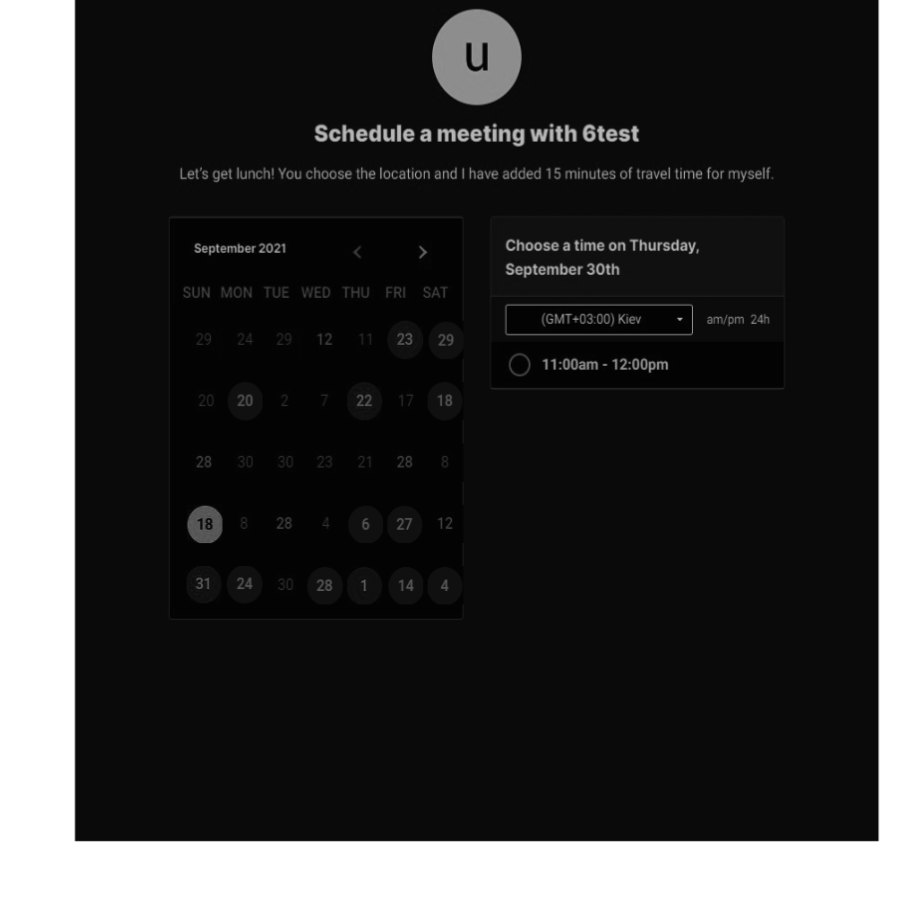 u
Schedule a meeting with 6test
Let's get lunch! You choose the location and I have added 15 minutes of travel time for myself.
September 2021
SUN MON TUE WED THU FRI SAT
29 24 29 12 11 23 29
20 20 2 7 22 17 18
28 30 30 23 21 28 8
18 8 28 4 6 27 12
31 24 30 28 1 14 4
Choose a time on Thursday,
September 30th
(GMT+03:00) Kiev am/pm 24h
11:00am - 12:00pm